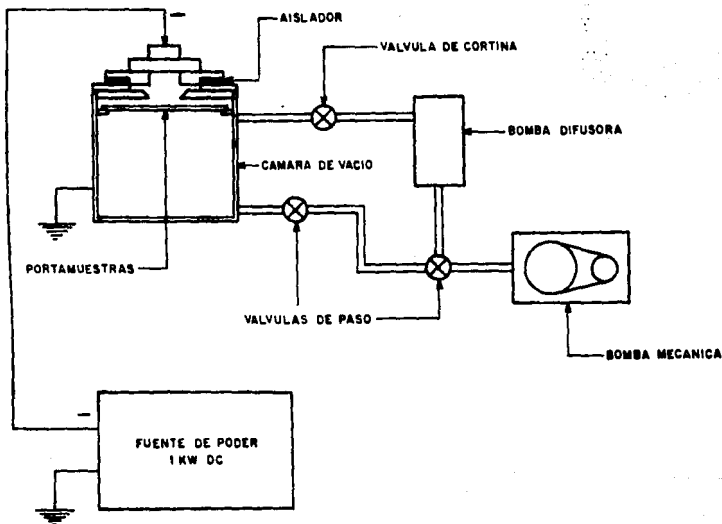 −
AISLADOR
VALVULA DE CORTINA
BOMBA DIFUSORA
CAMARA DE VACIO
PORTAMUESTRAS
VALVULAS DE PASO
BOMBA MECANICA
−
FUENTE DE PODER
1 KW DC